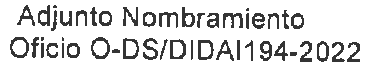 Adjunto Nombramiento
Oficio O-DS/DIDAI194-2022